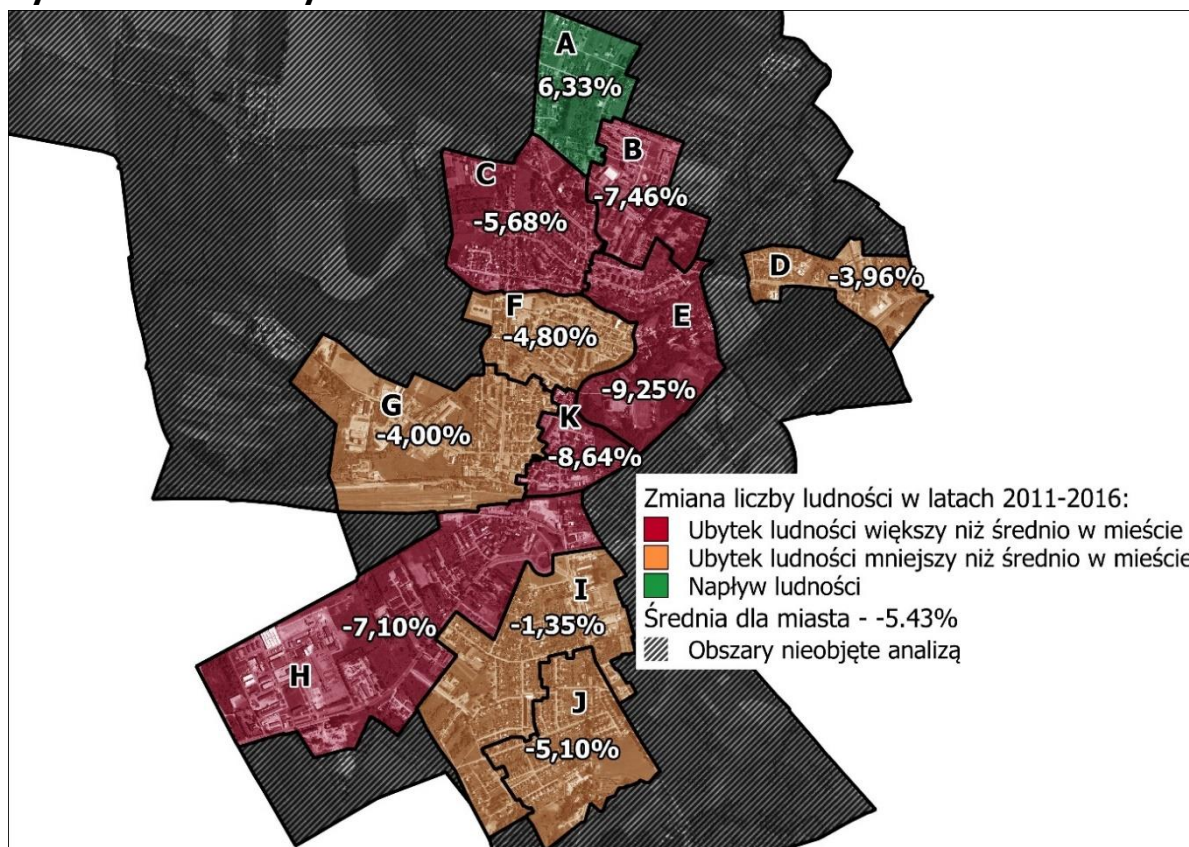 A
6,33%
B
-7,46%
C
-5,68%
D
-3,96%
E
-9,25%
F
-4,80%
G
-4,00%
K
-8,64%
H
-7,10%
I
-1,35%
J
-5,10%
Zmiana liczby ludności w latach 2011-2016:
Ubytek ludności większy niż średnio w mieście
Ubytek ludności mniejszy niż średnio w mieście
Napływ ludności
Średnia dla miasta - -5.43%
Obszary nieobjęte analizą